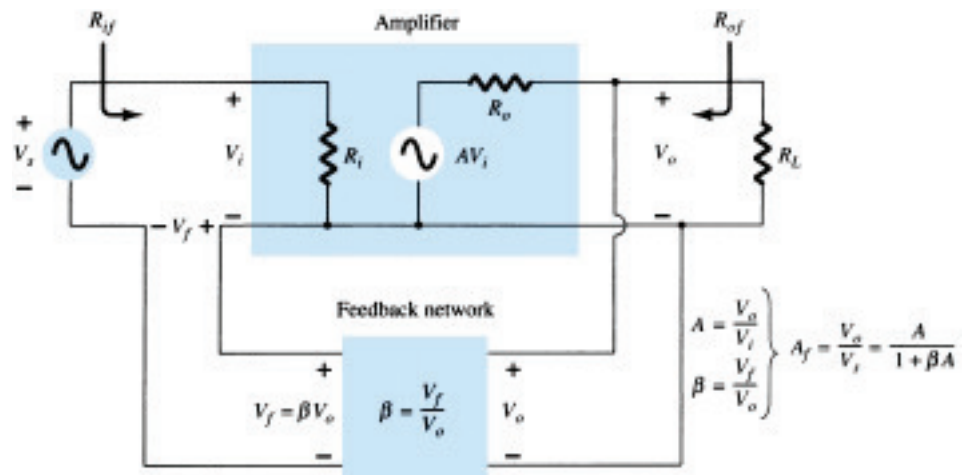 R_if
Amplifier
R_of
+
V_s
−
+
V_i
−
R_i
AV_i
R_o
+
V_o
−
R_L
− V_f +
Feedback network
+
V_f = βV_o
−
β = V_f/V_o
+
V_o
−
A = V_o/V_i
β = V_f/V_o
A_f = V_o/V_s = A/(1 + βA)